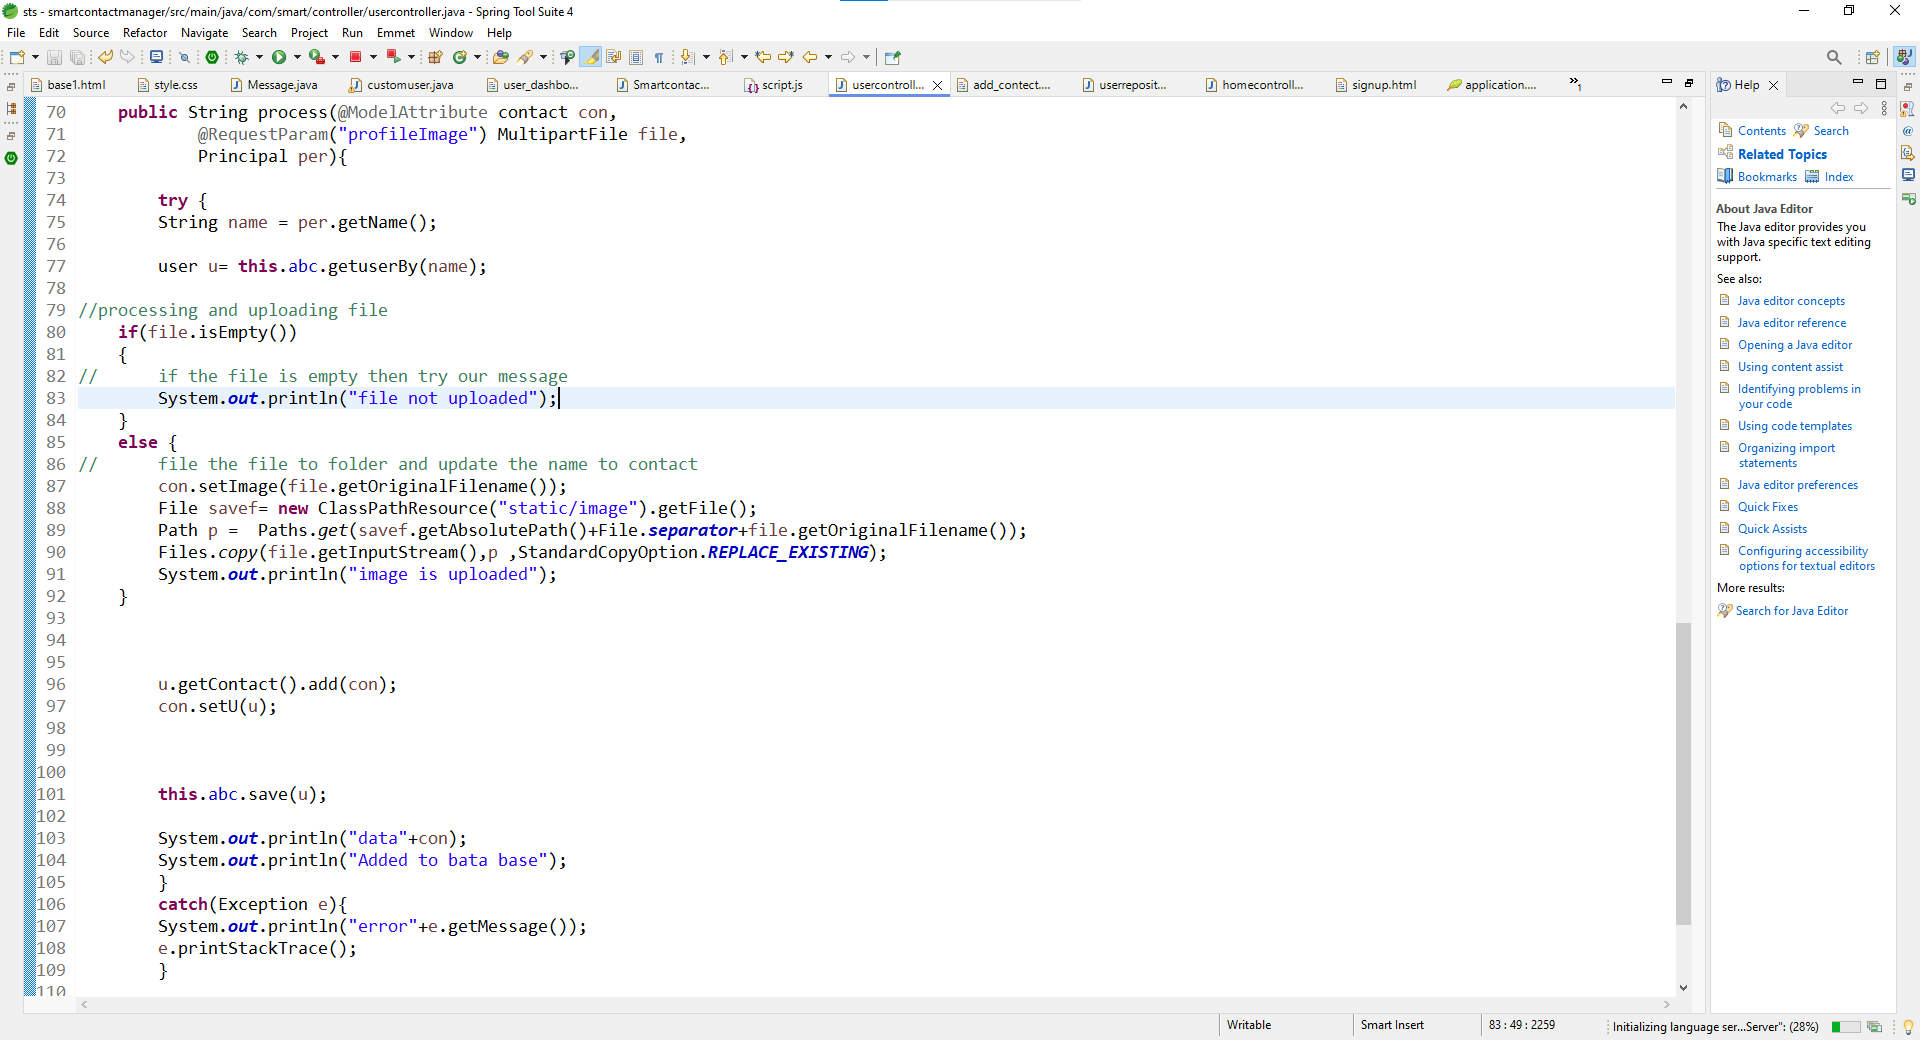 sts - smartcontactmanager/src/main/java/com/smart/controller/usercontroller.java - Spring Tool Suite 4
File Edit Source Refactor Navigate Search Project Run Emmet Window Help
base1.html style.css Message.java customuser.java user_dashbo... Smartcontac... script.js usercontroll... add_contect.... userreposit... homecontroll... signup.html application.... »1
70 public String process(@ModelAttribute contact con,
71 @RequestParam("profileImage") MultipartFile file,
72 Principal per){
73
74 try {
75 String name = per.getName();
76
77 user u= this.abc.getuserBy(name);
78
79 //processing and uploading file
80 if(file.isEmpty())
81 {
82 // if the file is empty then try our message
83 System.out.println("file not uploaded");
84 }
85 else {
86 // file the file to folder and update the name to contact
87 con.setImage(file.getOriginalFilename());
88 File savef= new ClassPathResource("static/image").getFile();
89 Path p = Paths.get(savef.getAbsolutePath()+File.separator+file.getOriginalFilename());
90 Files.copy(file.getInputStream(),p ,StandardCopyOption.REPLACE_EXISTING);
91 System.out.println("image is uploaded");
92 }
93
94
95
96 u.getContact().add(con);
97 con.setU(u);
98
99
100
101 this.abc.save(u);
102
103 System.out.println("data"+con);
104 System.out.println("Added to bata base");
105 }
106 catch(Exception e){
107 System.out.println("error"+e.getMessage());
108 e.printStackTrace();
109 }
110
Help
Contents Search
Related Topics
Bookmarks Index
About Java Editor
The Java editor provides you
with Java specific text editing
support.
See also:
Java editor concepts
Java editor reference
Opening a Java editor
Using content assist
Identifying problems in
your code
Using code templates
Organizing import
statements
Java editor preferences
Quick Fixes
Quick Assists
Configuring accessibility
options for textual editors
More results:
Search for Java Editor
Writable Smart Insert 83 : 49 : 2259 Initializing language ser...Server": (28%)